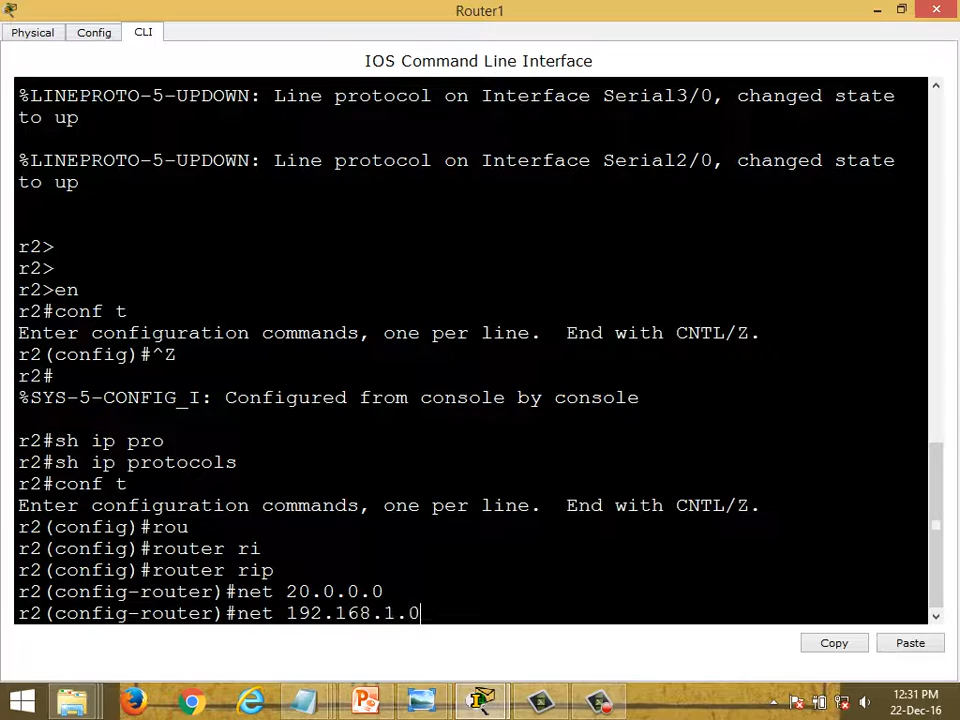 Router1
Physical
Config
CLI
IOS Command Line Interface
%LINEPROTO-5-UPDOWN: Line protocol on Interface Serial3/0, changed state
to up
%LINEPROTO-5-UPDOWN: Line protocol on Interface Serial2/0, changed state
to up
r2>
r2>
r2>en
r2#conf t
Enter configuration commands, one per line.  End with CNTL/Z.
r2(config)#^Z
r2#
%SYS-5-CONFIG_I: Configured from console by console
r2#sh ip pro
r2#sh ip protocols
r2#conf t
Enter configuration commands, one per line.  End with CNTL/Z.
r2(config)#rou
r2(config)#router ri
r2(config)#router rip
r2(config-router)#net 20.0.0.0
r2(config-router)#net 192.168.1.0
Copy
Paste
12:31 PM
22-Dec-16